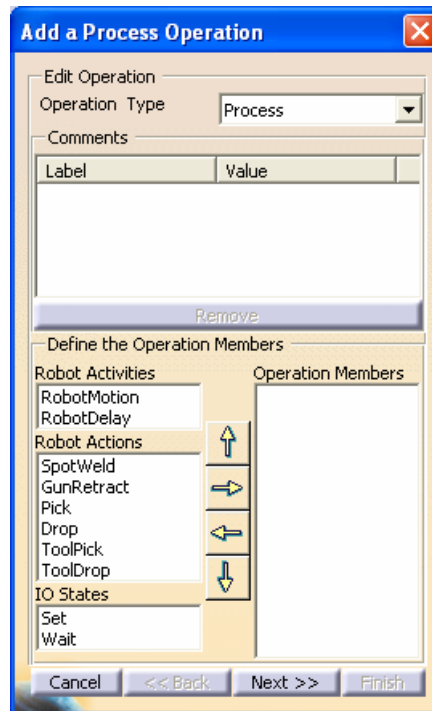 Add a Process Operation
Edit Operation
Operation Type
Process
Comments
Label Value
Remove
Define the Operation Members
Robot Activities
RobotMotion
RobotDelay
Robot Actions
SpotWeld
GunRetract
Pick
Drop
ToolPick
ToolDrop
IO States
Set
Wait
Operation Members
Cancel << Back Next >> Finish